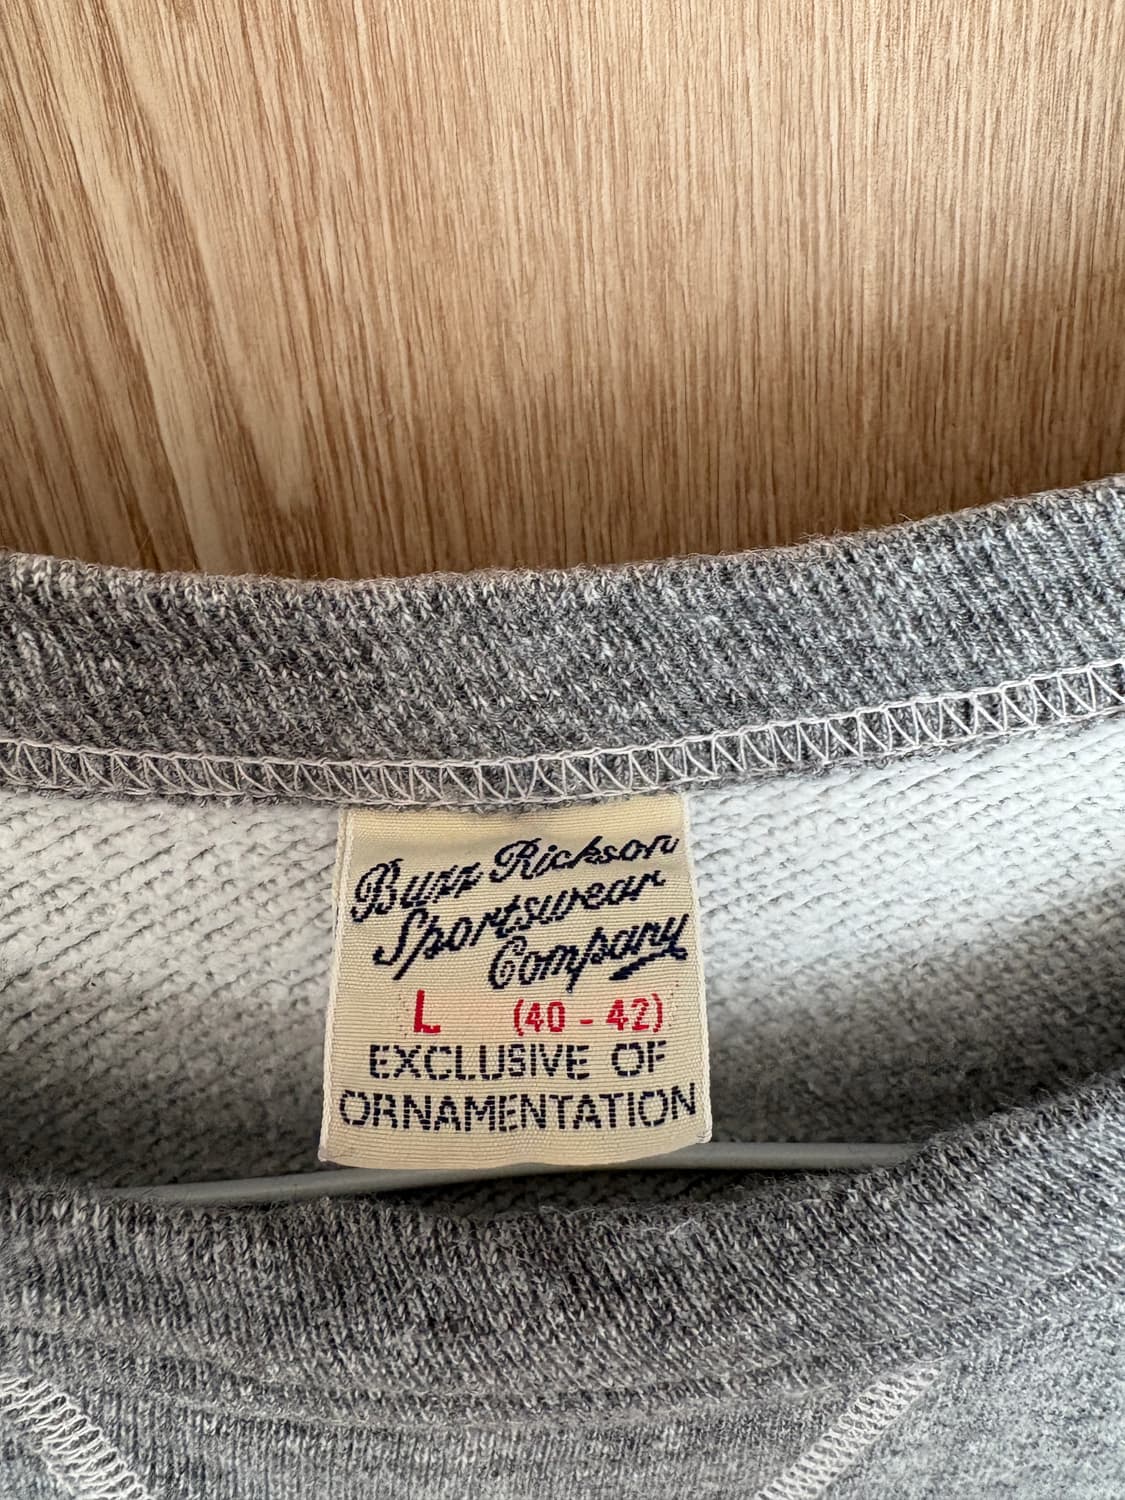 Buzz Rickson
Sportswear
Company
L (40 - 42)
EXCLUSIVE OF
ORNAMENTATION